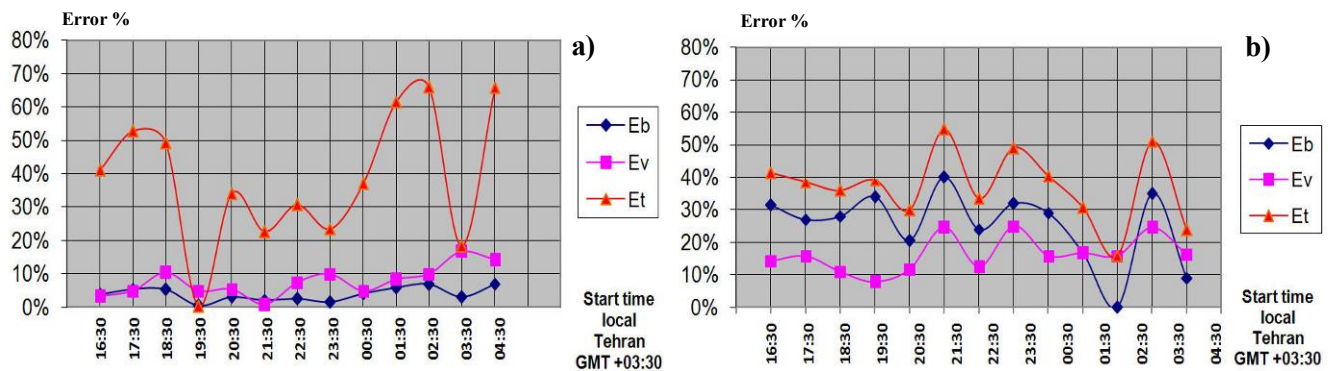 Error %
a)
80%
70%
60%
50%
40%
30%
20%
10%
0%
16:30
17:30
18:30
19:30
20:30
21:30
22:30
23:30
00:30
01:30
02:30
03:30
04:30
Eb
Ev
Et
Start time
local
Tehran
GMT +03:30
Error %
b)
80%
70%
60%
50%
40%
30%
20%
10%
0%
16:30
17:30
18:30
19:30
20:30
21:30
22:30
23:30
00:30
01:30
02:30
03:30
04:30
Eb
Ev
Et
Start time
local
Tehran
GMT +03:30